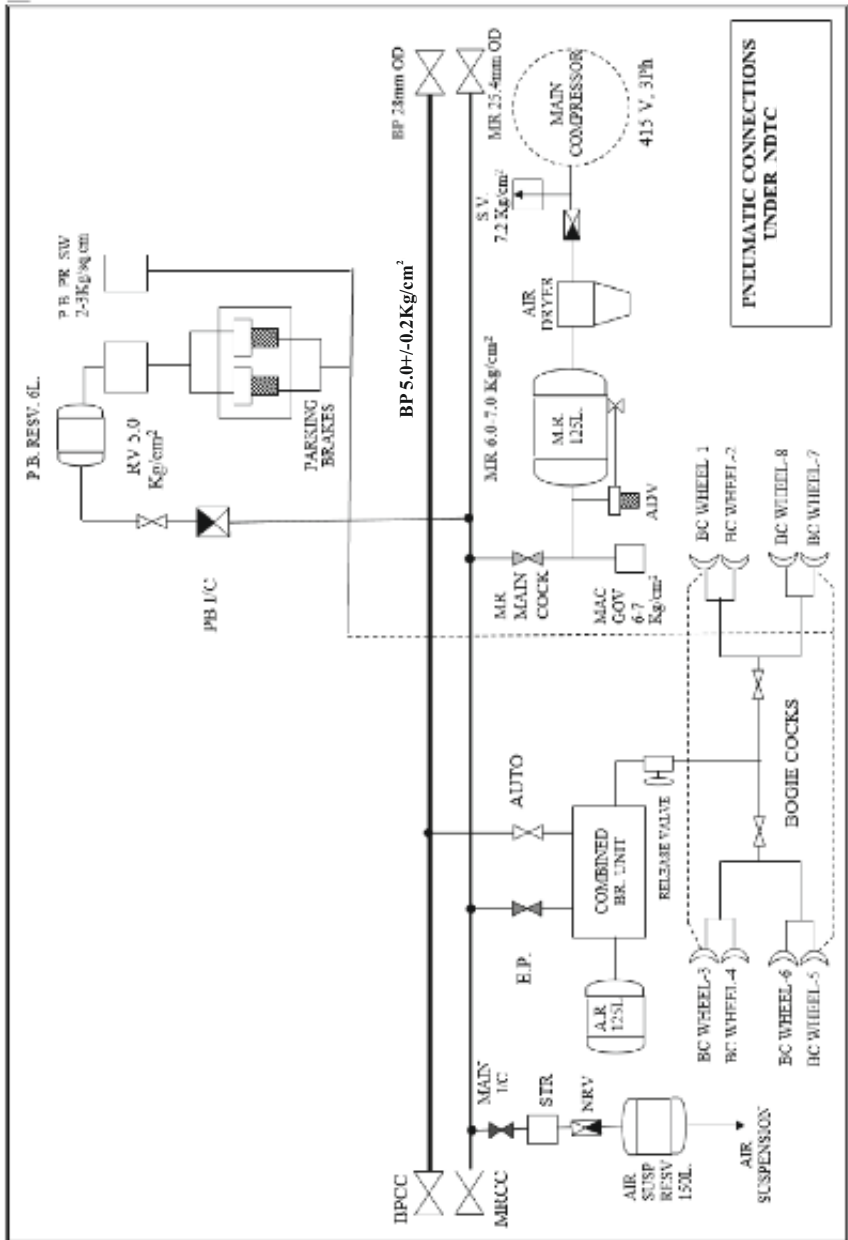 BP 28mm OD
MR 25.4mm OD
MAIN
COMPRESSOR
415 V, 3Ph
PNEUMATIC CONNECTIONS
UNDER NDTC
S.V.
7.2 Kg/cm²
AIR
DRYER
P.B. PR. SW
2-3Kg/sq.cm
P.B. RESV. 6L.
RV 5.0
Kg/cm²
PARKING
BRAKES
PB I/C
BP 5.0+/-0.2Kg/cm²
MR 6.0-7.0 Kg/cm²
M.R.
125L.
ADV
MR
MAIN
COCK
MAC
GOV
6-7
Kg/cm²
BC WHEEL-1
BC WHEEL-2
BC WHEEL-8
BC WHEEL-7
AUTO
E.P.
COMBINED
BR. UNIT
RELEASE VALVE
BOGIE COCKS
A.R
125L
BC WHEEL-3
BC WHEEL-4
BC WHEEL-6
BC WHEEL-5
BPCC
MRCC
MAIN
I/C
STR
NRV
AIR
SUSP
RESV
150L.
AIR
SUSPENSION